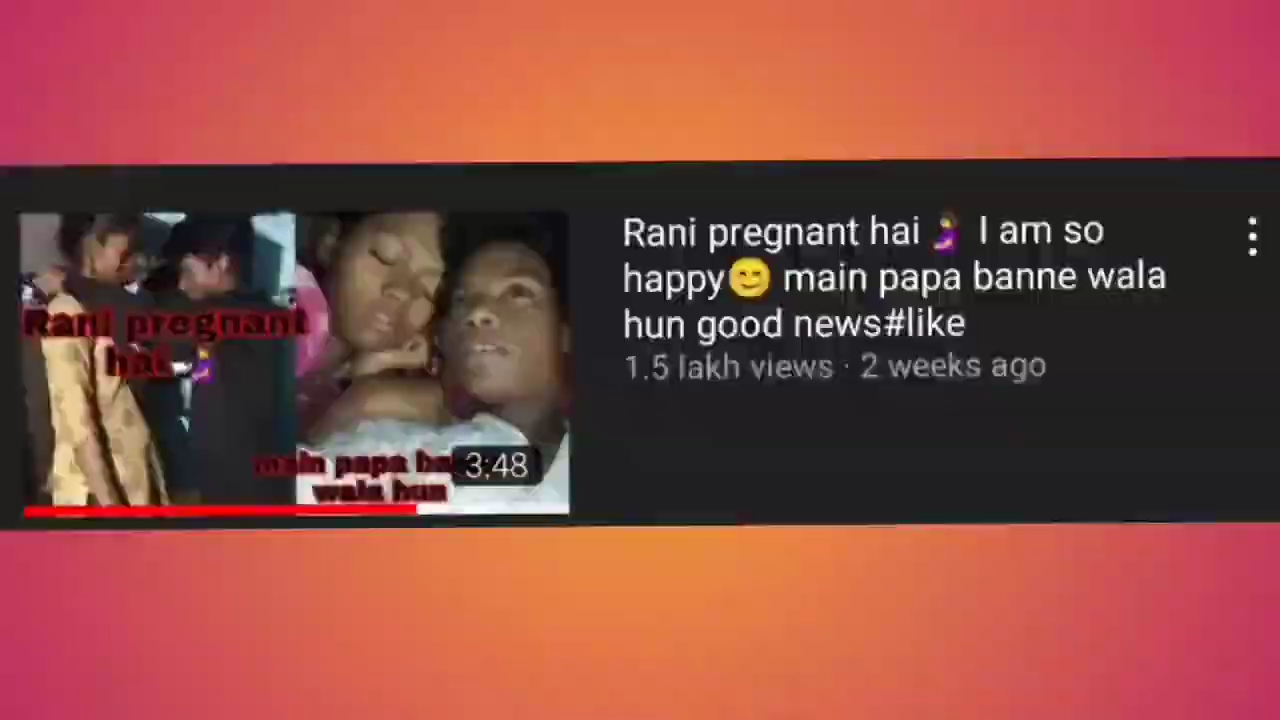 Rani pregnant
hai 🤰
main papa ba
wala hun
3:48
Rani pregnant hai 🤰 I am so
happy😊 main papa banne wala
hun good news#like
1.5 lakh views · 2 weeks ago